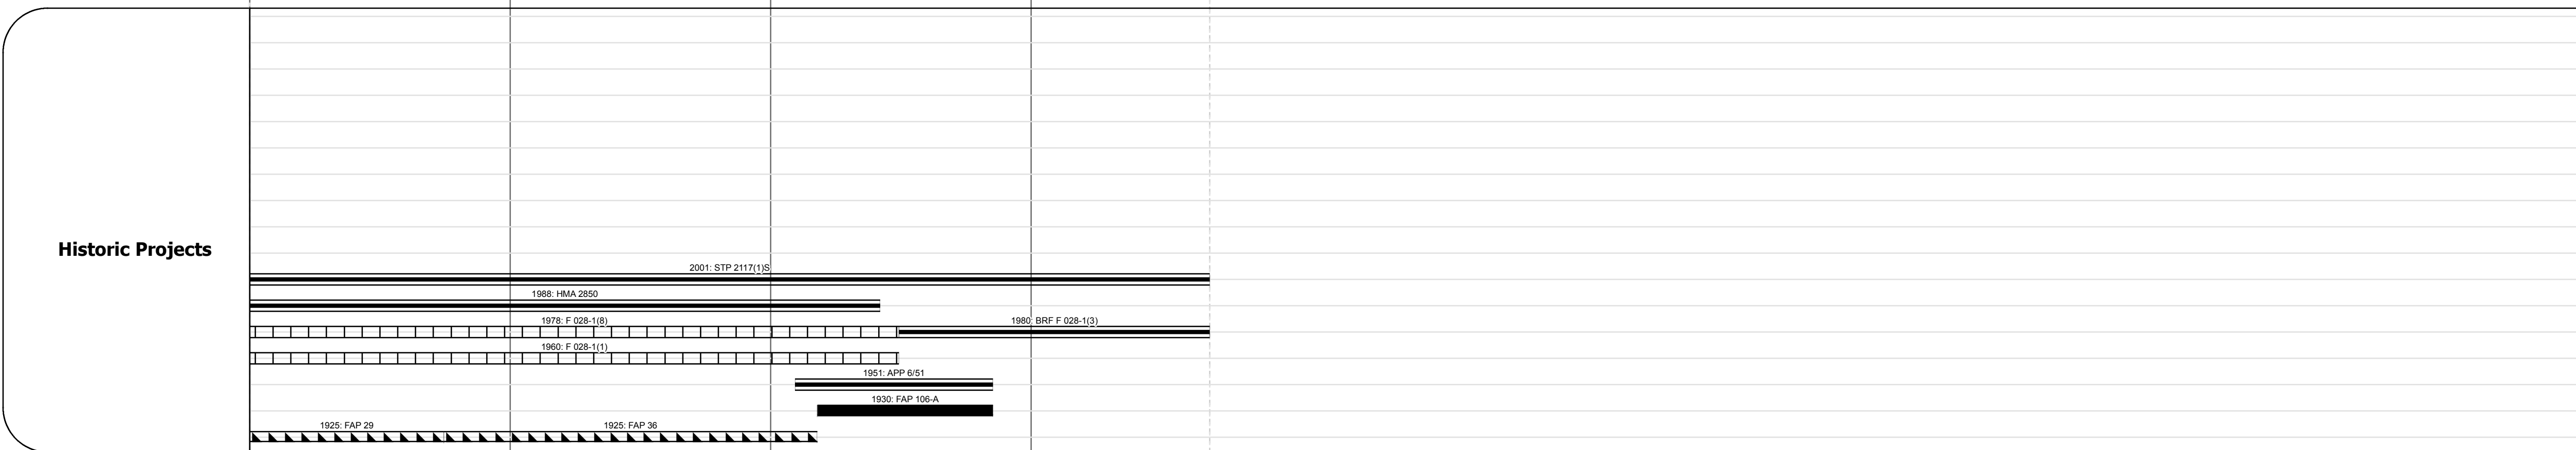 Historic Projects
2001: STP 2117(1)S
1988: HMA 2850
1978: F 028-1(8)
1980: BRF F 028-1(3)
1960: F 028-1(1)
1951: APP 6/51
1930: FAP 106-A
1925: FAP 29
1925: FAP 36